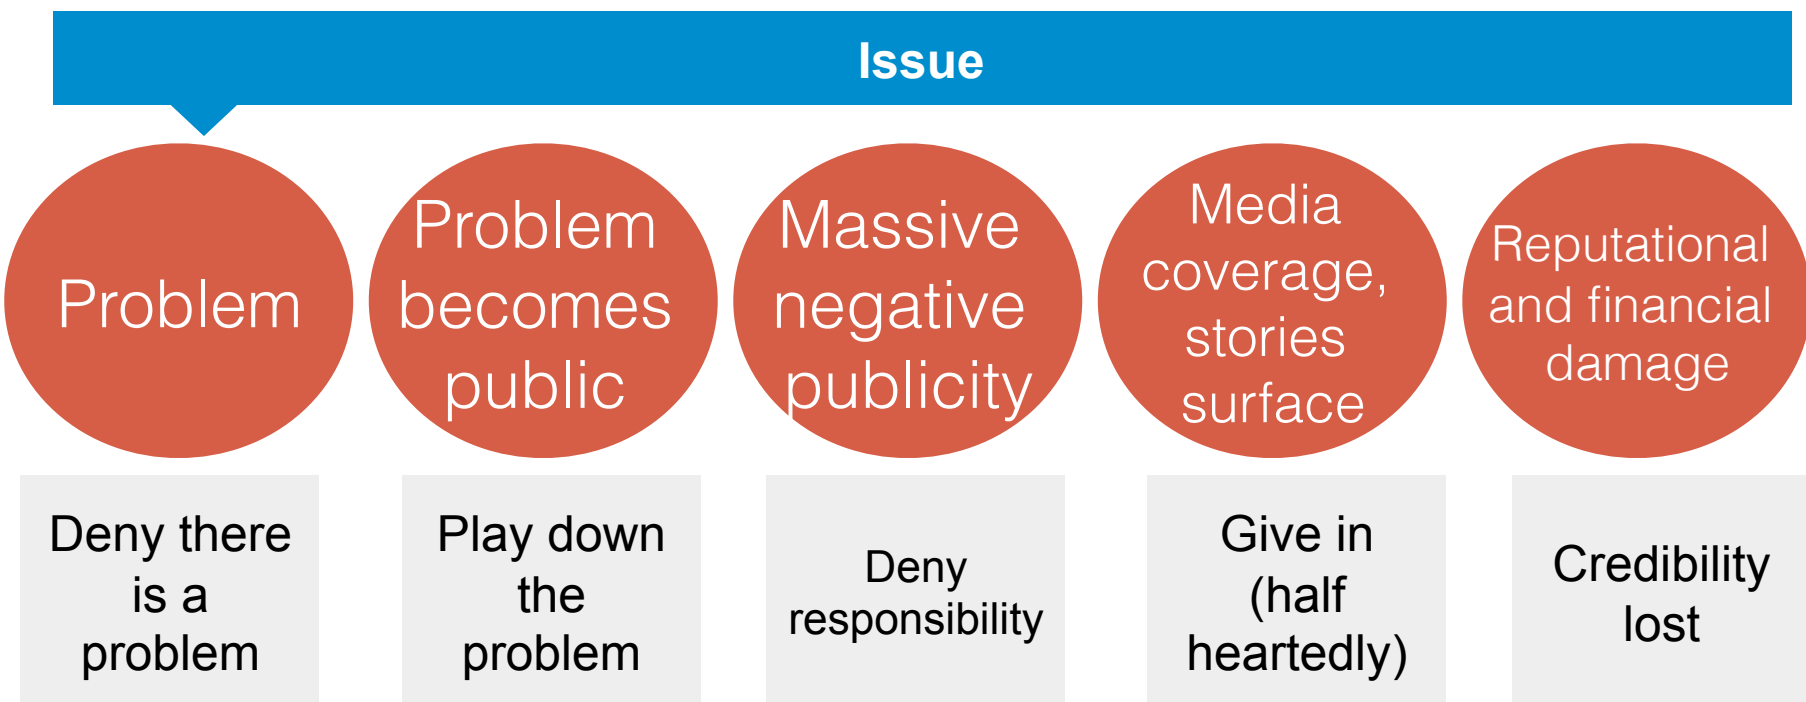 Issue
Problem
Problem
becomes
public
Massive
negative
publicity
Media
coverage,
stories
surface
Reputational
and financial
damage
Deny there
is a
problem
Play down
the
problem
Deny
responsibility
Give in
(half
heartedly)
Credibility
lost